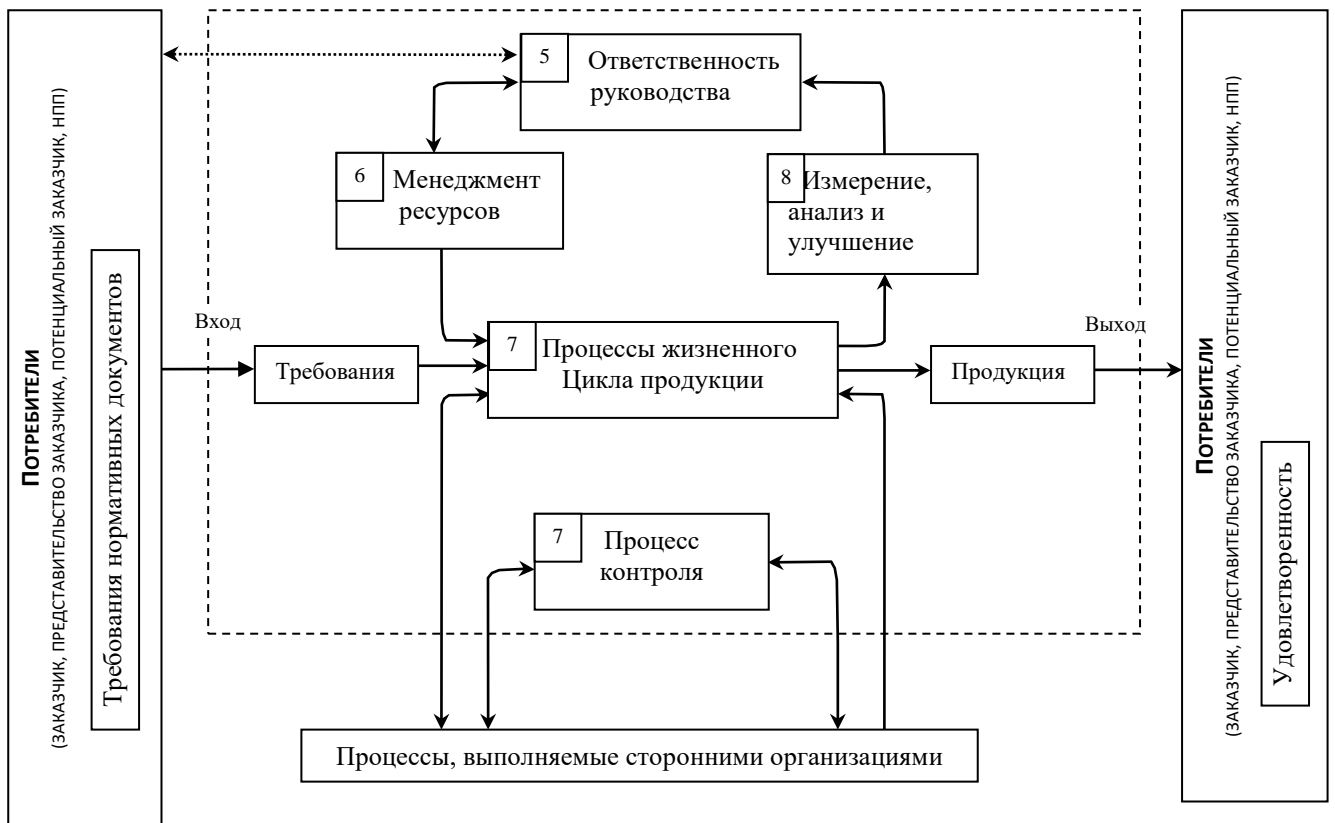 ПОТРЕБИТЕЛИ
(ЗАКАЗЧИК, ПРЕДСТАВИТЕЛЬСТВО ЗАКАЗЧИКА, ПОТЕНЦИАЛЬНЫЙ ЗАКАЗЧИК, НПП)
Требования нормативных документов
5
Ответственность
руководства
6
Менеджмент
ресурсов
8
Измерение,
анализ и
улучшение
Вход
Требования
7
Процессы жизненного
Цикла продукции
Продукция
Выход
7
Процесс
контроля
Процессы, выполняемые сторонними организациями
ПОТРЕБИТЕЛИ
(ЗАКАЗЧИК, ПРЕДСТАВИТЕЛЬСТВО ЗАКАЗЧИКА, ПОТЕНЦИАЛЬНЫЙ ЗАКАЗЧИК, НПП)
Удовлетворенность